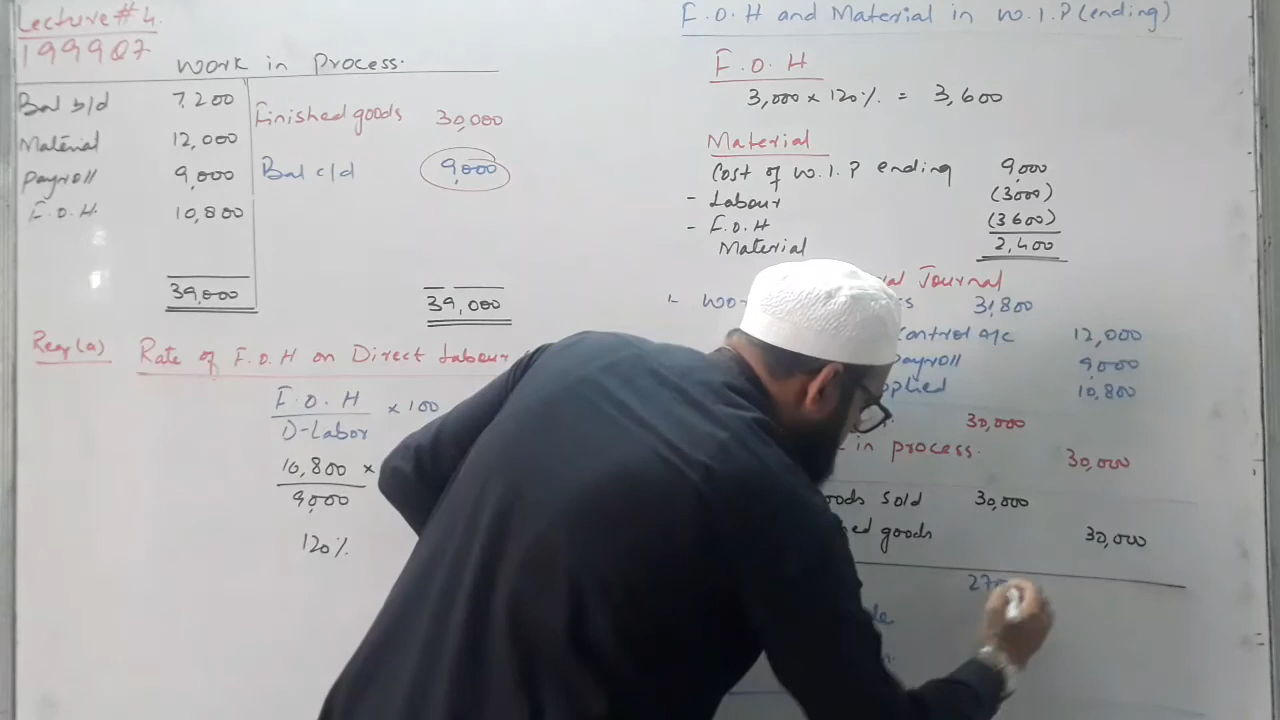 Lecture # 4.
199907
Work in Process.
Bal b/d 7,200
Material 12,000
Payroll 9,000
F.O.H. 10,800
39,000
Finished goods 30,000
Bal c/d 9,000
39,000
Req (a) Rate of F.O.H on Direct Labour
F.O.H × 100
D-Labor
10,800 ×
9,000
120%
F.O.H and Material in W.I.P (ending)
F.O.H
3,000 × 120% = 3,600
Material
Cost of W.I.P ending 9,000
- Labour (3000)
- F.O.H (3600)
Material 2,400
Journal
1- Wo 31,800
Control a/c 12,000
payroll 9,000
pplied 10,800
30,000
in process. 30,000
oods sold 30,000
ed goods 30,000